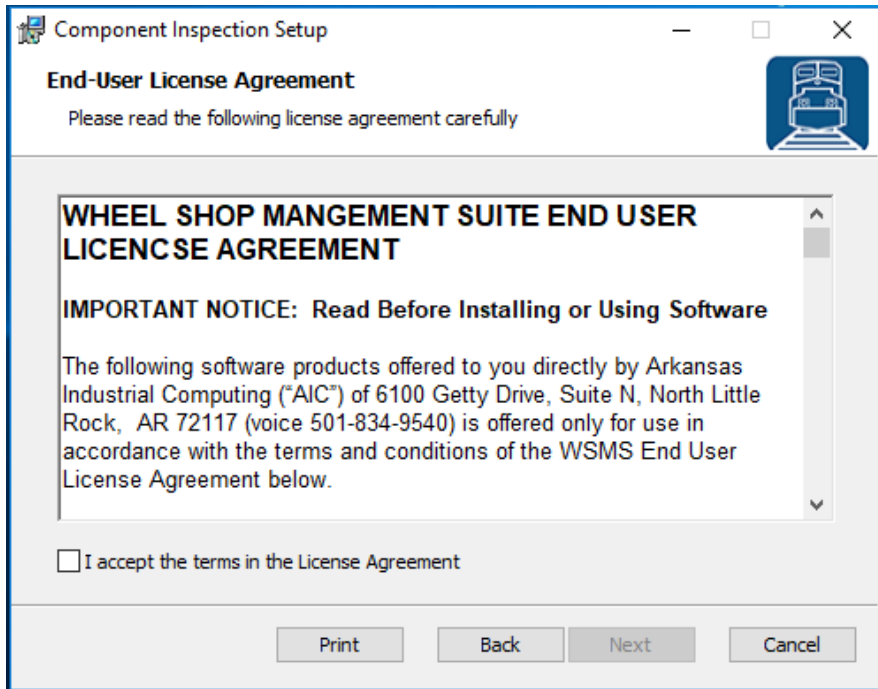 Component Inspection Setup
End-User License Agreement
Please read the following license agreement carefully
WHEEL SHOP MANGEMENT SUITE END USER
LICENCSE AGREEMENT
IMPORTANT NOTICE:  Read Before Installing or Using Software
The following software products offered to you directly by Arkansas
Industrial Computing (“AIC”) of 6100 Getty Drive, Suite N, North Little
Rock,  AR 72117 (voice 501-834-9540) is offered only for use in
accordance with the terms and conditions of the WSMS End User
License Agreement below.
I accept the terms in the License Agreement
Print Back Next Cancel